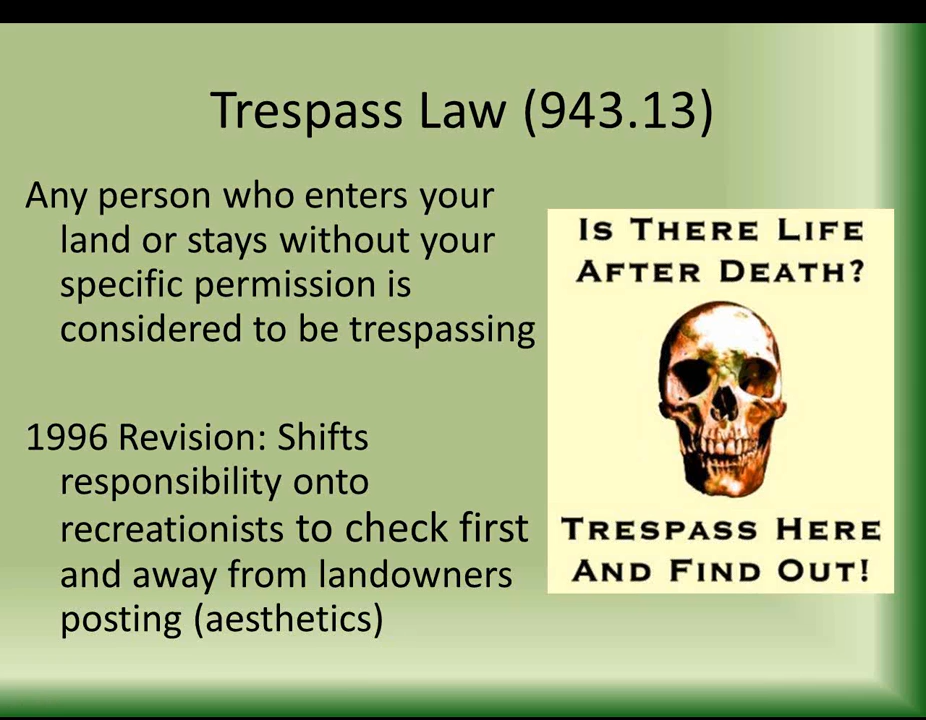 Trespass Law (943.13)
Any person who enters your
land or stays without your
specific permission is
considered to be trespassing
1996 Revision: Shifts
responsibility onto
recreationists to check first
and away from landowners
posting (aesthetics)
IS THERE LIFE
AFTER DEATH?
TRESPASS HERE
AND FIND OUT!